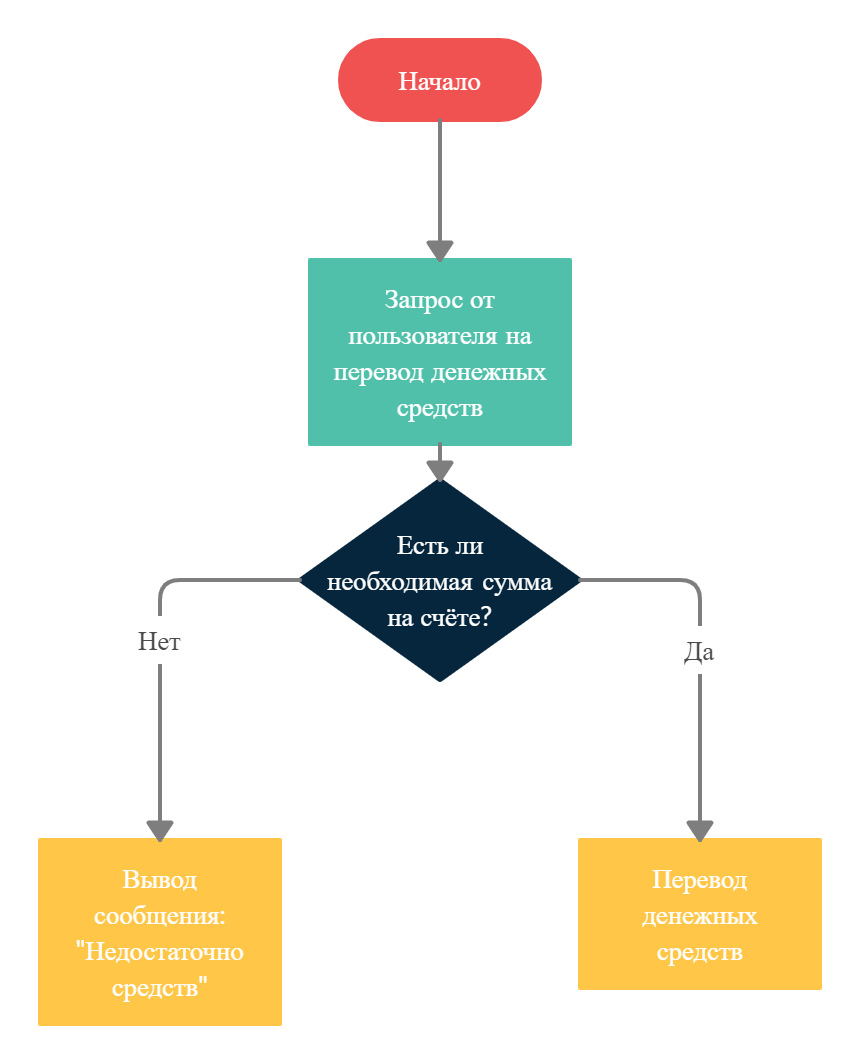 Начало
Запрос от
пользователя на
перевод денежных
средств
Есть ли
необходимая сумма
на счёте?
Нет
Да
Вывод
сообщения:
"Недостаточно
средств"
Перевод
денежных
средств